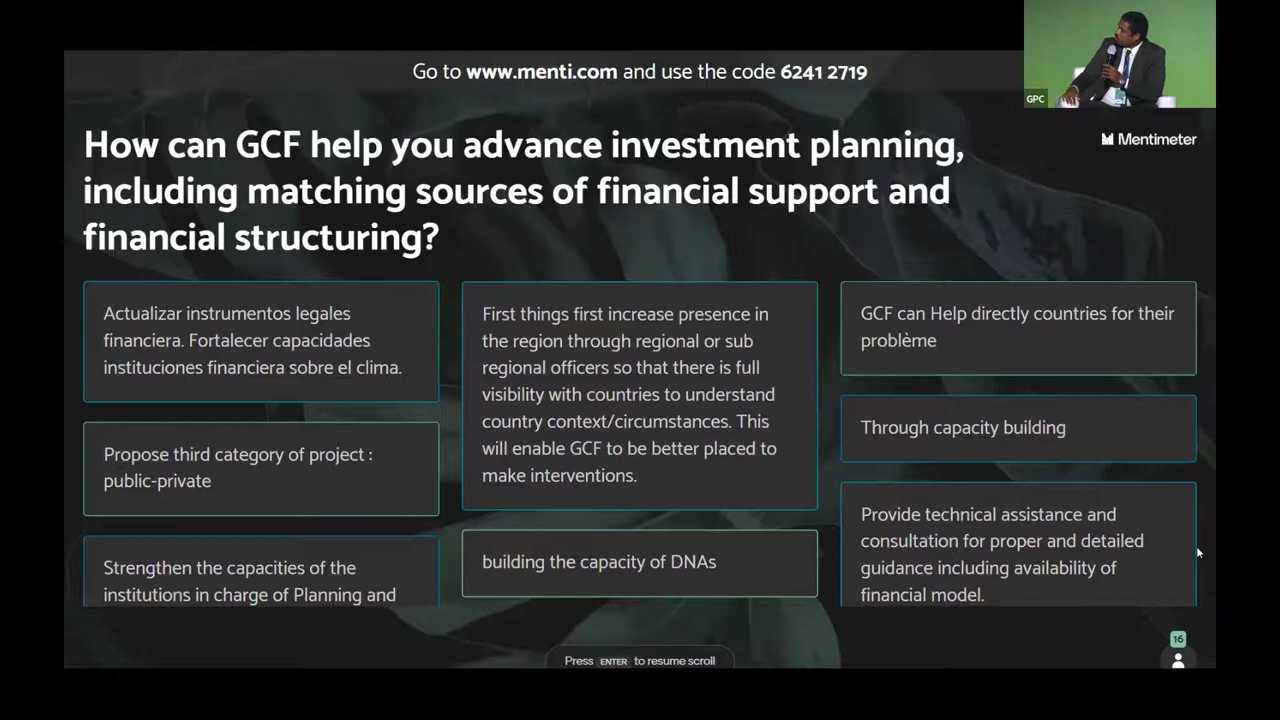 Go to www.menti.com and use the code 6241 2719
GPC
Mentimeter
How can GCF help you advance investment planning,
including matching sources of financial support and
financial structuring?
Actualizar instrumentos legales
financiera. Fortalecer capacidades
instituciones financiera sobre el clima.
Propose third category of project :
public-private
Strengthen the capacities of the
institutions in charge of Planning and
First things first increase presence in
the region through regional or sub
regional officers so that there is full
visibility with countries to understand
country context/circumstances. This
will enable GCF to be better placed to
make interventions.
building the capacity of DNAs
GCF can Help directly countries for their
problème
Through capacity building
Provide technical assistance and
consultation for proper and detailed
guidance including availability of
financial model.
Press ENTER to resume scroll
16